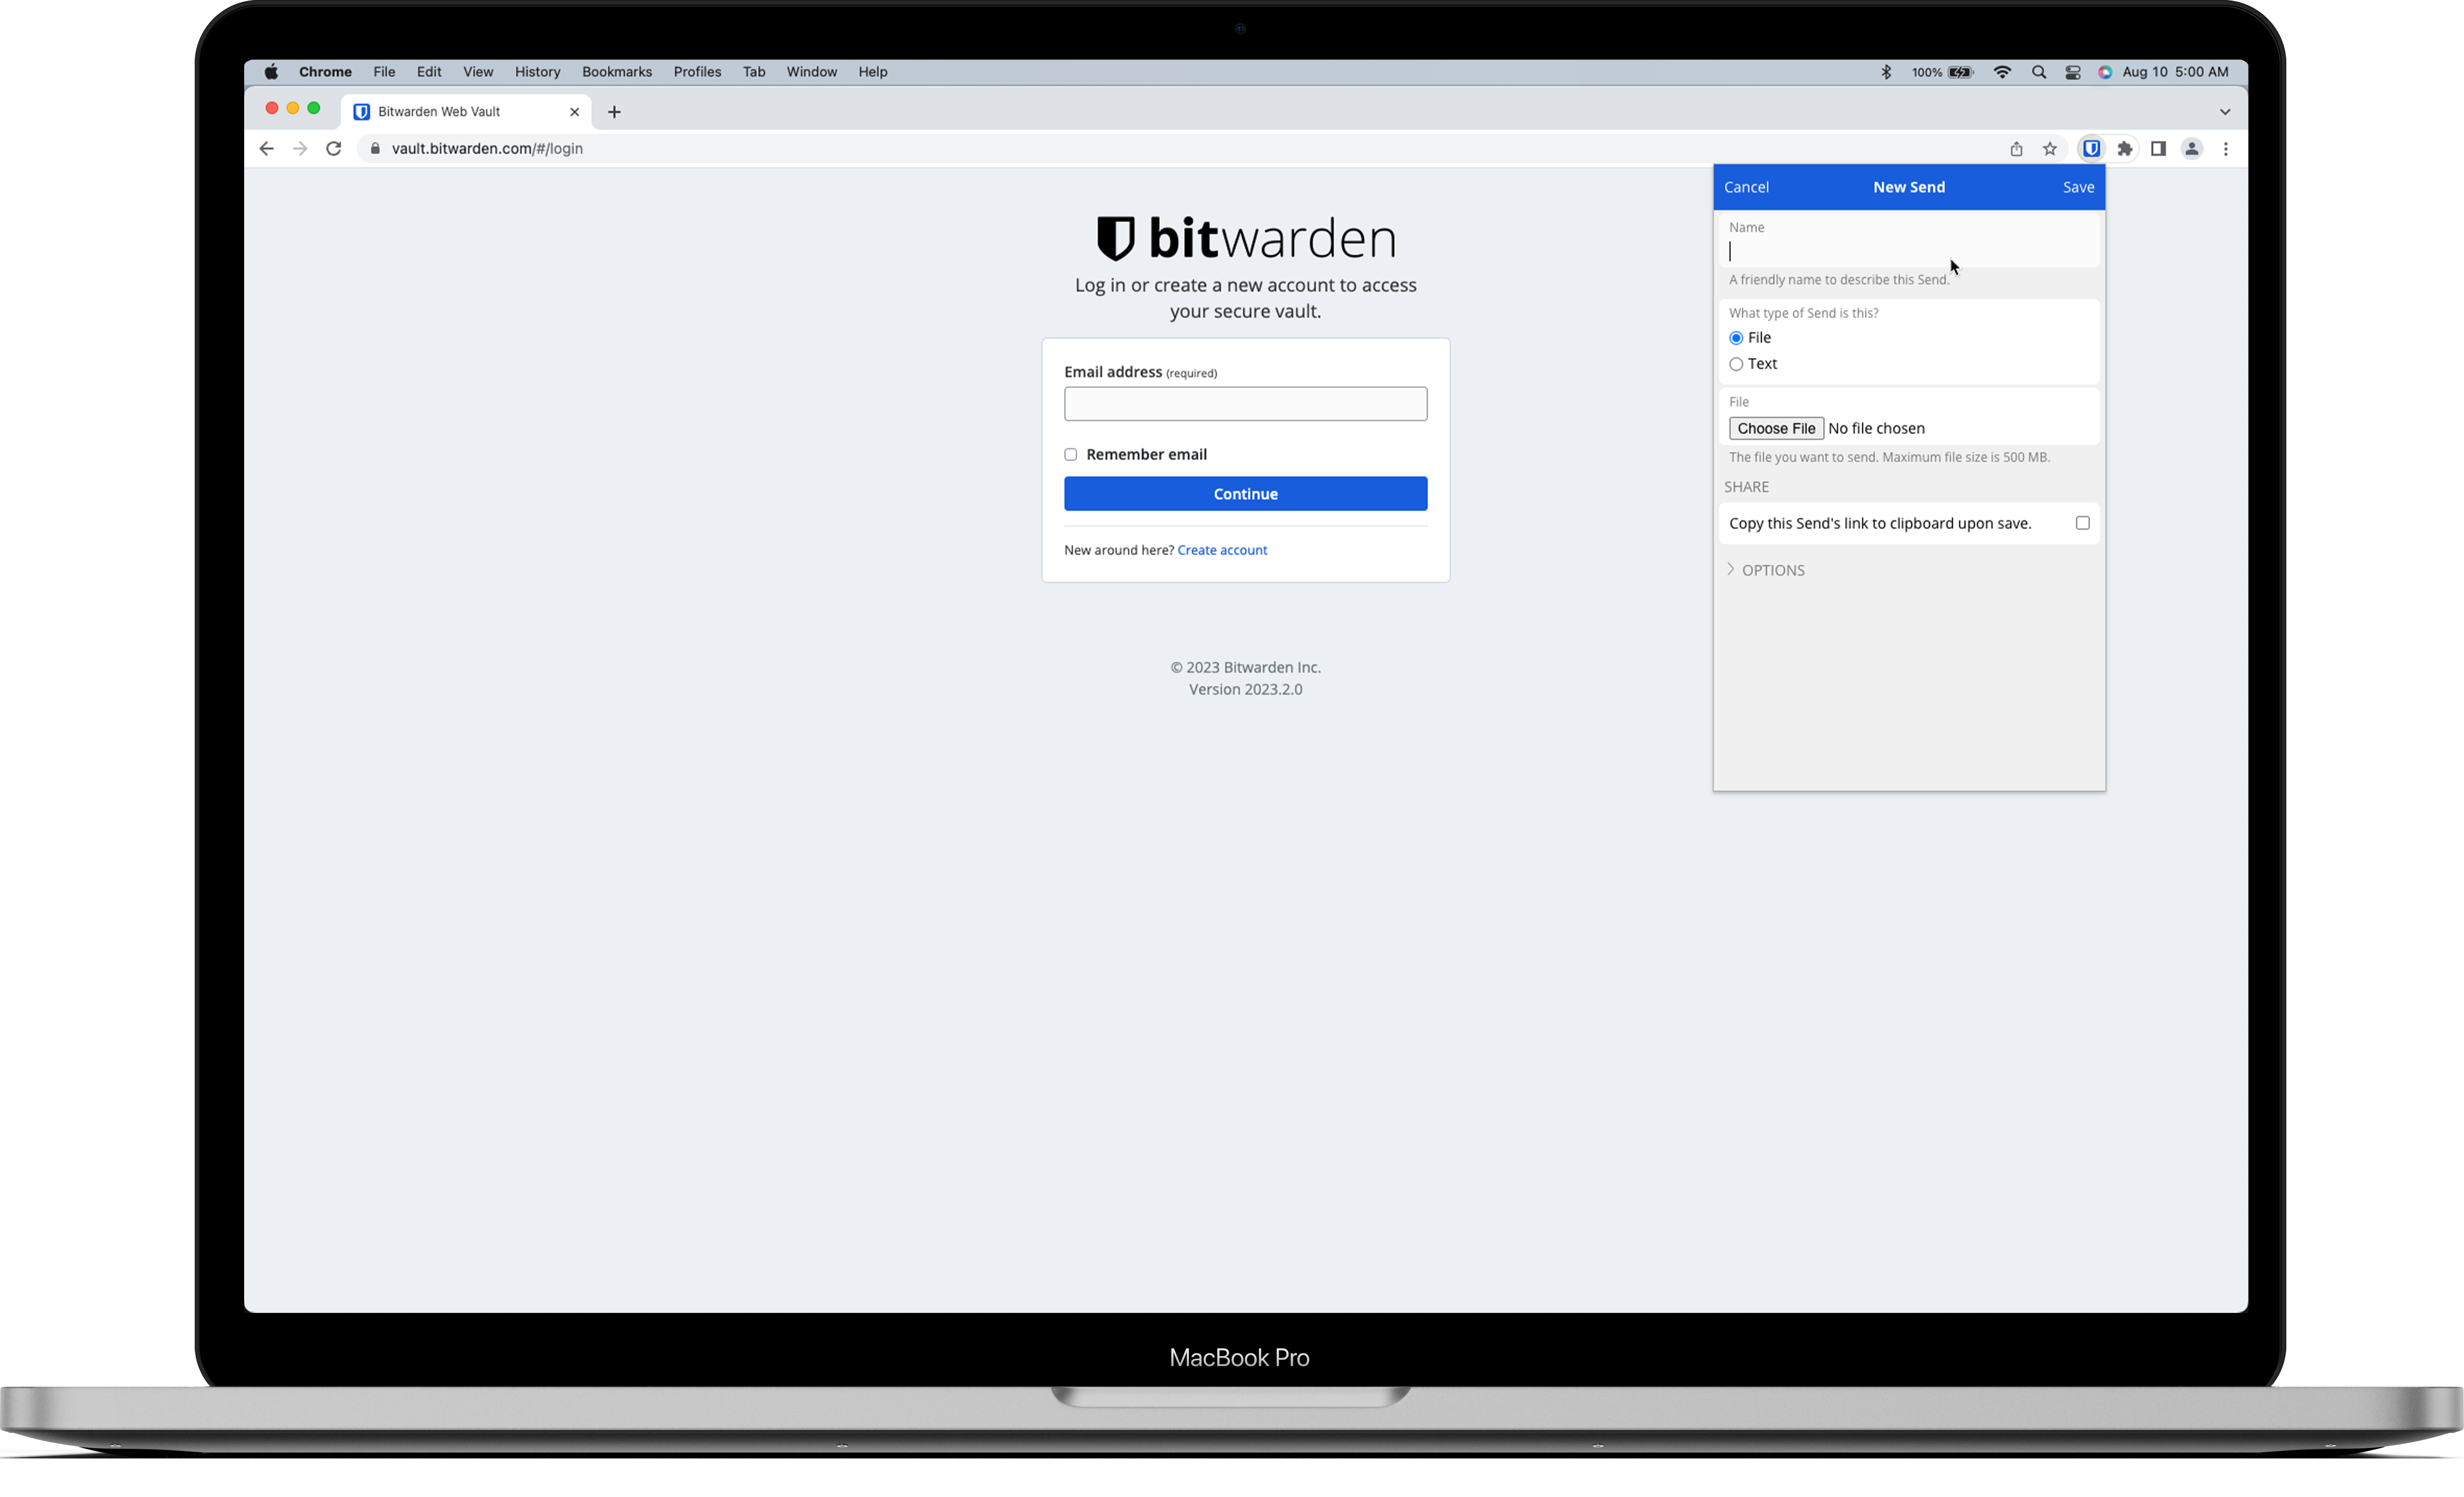 Chrome File Edit View History Bookmarks Profiles Tab Window Help 100% Aug 10 5:00 AM
Bitwarden Web Vault
vault.bitwarden.com/#/login
bitwarden
Log in or create a new account to access
your secure vault.
Email address (required)
Remember email
Continue
New around here? Create account
© 2023 Bitwarden Inc.
Version 2023.2.0
Cancel New Send Save
Name
A friendly name to describe this Send.
What type of Send is this?
File
Text
File
Choose File No file chosen
The file you want to send. Maximum file size is 500 MB.
SHARE
Copy this Send's link to clipboard upon save.
OPTIONS
MacBook Pro